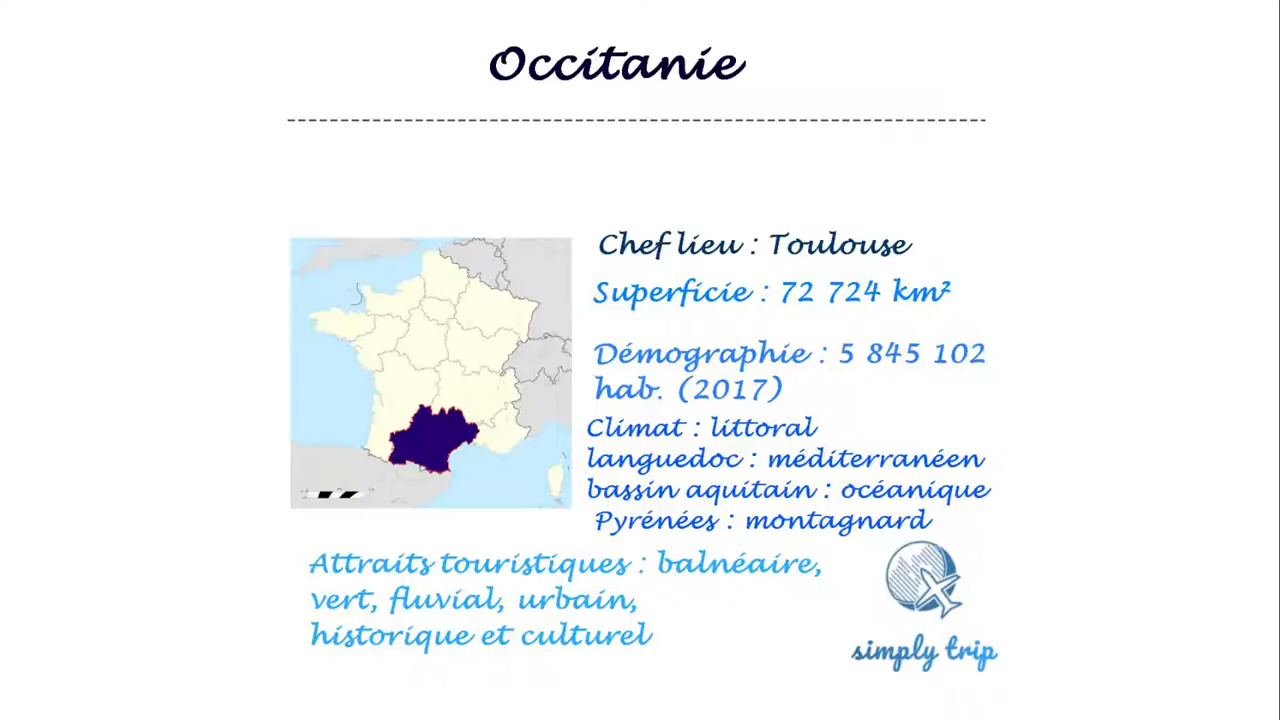 Occitanie
Chef lieu : Toulouse
Superficie : 72 724 km²
Démographie : 5 845 102
hab. (2017)
Climat : littoral
languedoc : méditerranéen
bassin aquitain : océanique
Pyrénées : montagnard
Attraits touristiques : balnéaire,
vert, fluvial, urbain,
historique et culturel
simply trip